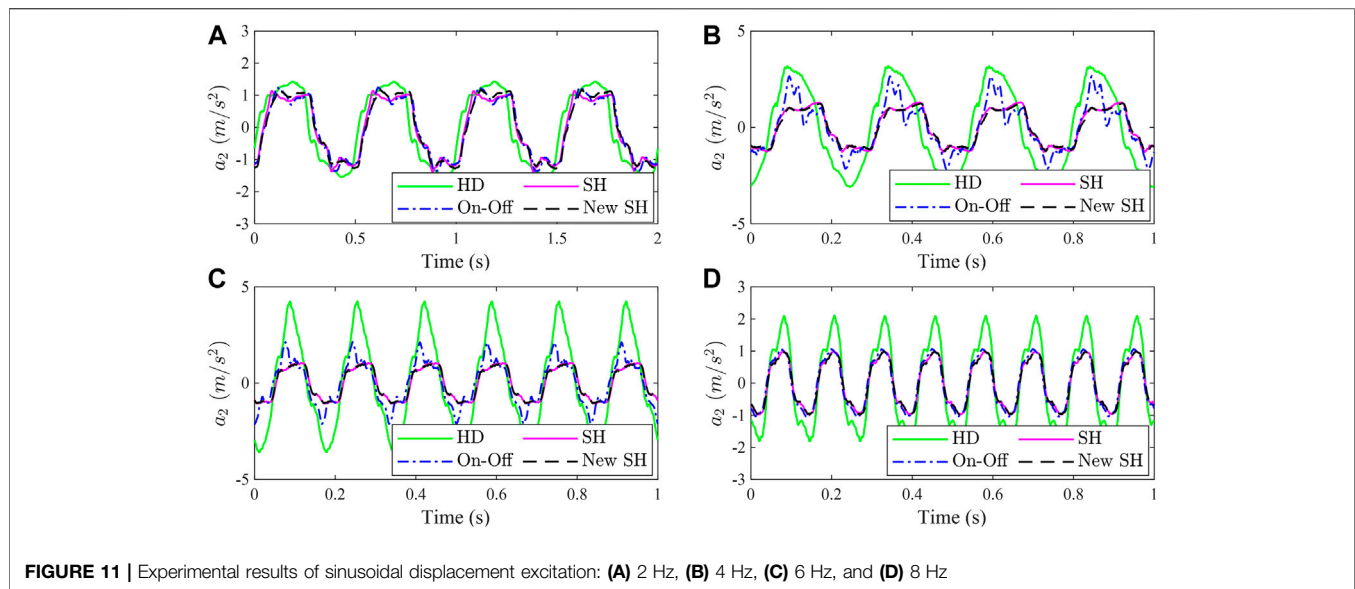 A
3
2
1
0
-1
-2
-3
a₂ (m/s²)
HD
SH
On-Off
New SH
0
0.5
1
1.5
2
Time (s)
B
5
0
-5
a₂ (m/s²)
HD
SH
On-Off
New SH
0
0.2
0.4
0.6
0.8
1
Time (s)
C
5
0
-5
a₂ (m/s²)
HD
SH
On-Off
New SH
0
0.2
0.4
0.6
0.8
1
Time (s)
D
3
2
1
0
-1
-2
-3
a₂ (m/s²)
HD
SH
On-Off
New SH
0
0.2
0.4
0.6
0.8
1
Time (s)
FIGURE 11 | Experimental results of sinusoidal displacement excitation: (A) 2 Hz, (B) 4 Hz, (C) 6 Hz, and (D) 8 Hz